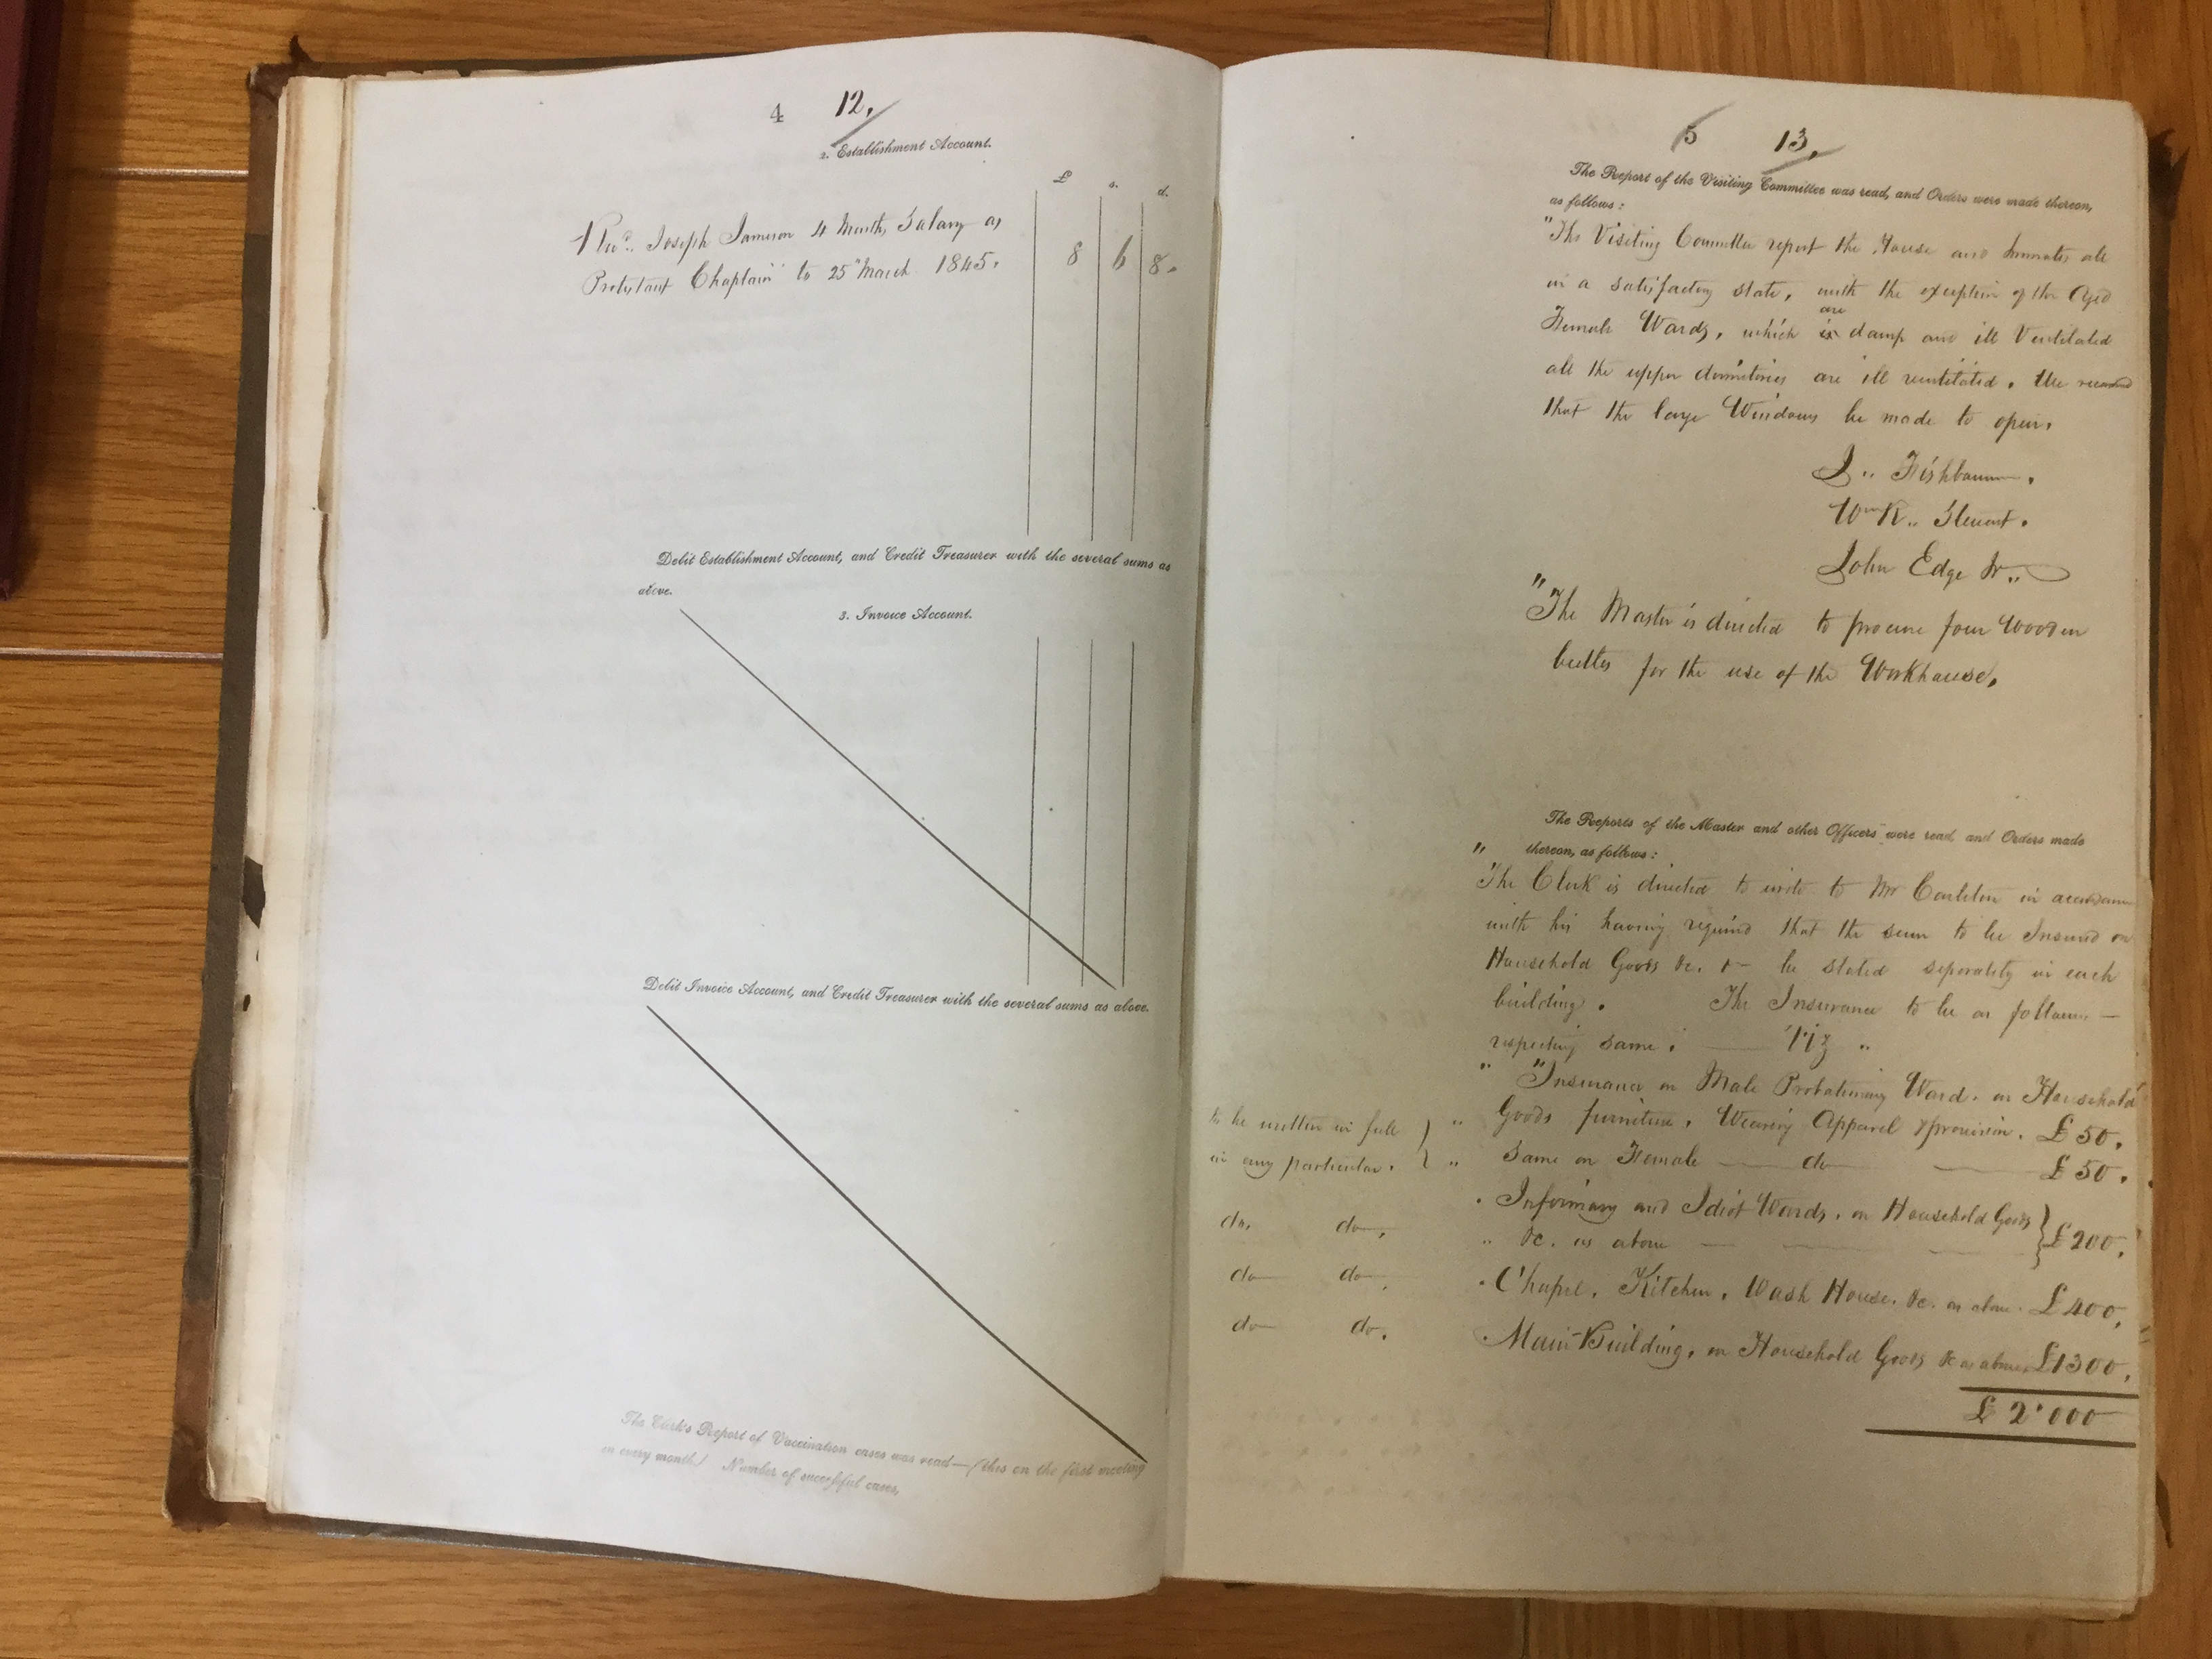 4 12.
2. Establishment Account.
£ s. d.
Revd. Joseph Jameson 4 Months Salary as
Protestant Chaplain to 25th March 1845. 8 6 8.
Debit Establishment Account, and Credit Treasurer with the several sums as
above.
3. Invoice Account.
Debit Invoice Account, and Credit Treasurer with the several sums as above.
The Clerk's Report of Vaccination cases was read—(this on the first meeting
in every month) Number of successful cases,
5 13.
The Report of the Visiting Committee was read, and Orders were made thereon,
as follows:
"The Visiting Committee report the House and Inmates all
in a satisfactory state, with the exception of the Aged
are
Female Wards, which is damp and ill Ventilated
all the upper dormitories are ill ventilated. We
that the large Windows be made to open.
J.. Fishbourne.
Wm R.. Stewart.
John Edge Jr..
"The Master is directed to procure four Wooden
for the use of the Workhouse.
The Reports of the Master and other Officers were read and Orders made
" thereon, as follows:
The Clerk is directed to write to Mr Carleton in accordance
with his having required that the sum to be Insured on
Household Goods &c. be stated separately in each
building. The Insurance to be as follows —
respecting same. — Viz "
" "Insurance on Male Probationary Ward. on Household
Goods furniture, Wearing Apparel & provision. £50.
to be written in full
in any particular. " Same on Female — do — £50.
Infirmary and Idiot Wards, on Household Goods
do. do. " &c. as above — £200.
do do. Chapel, Kitchen, Wash House, &c. as above. £400.
do do. Main Building, on Household Goods &c as above £1300.
£2'000